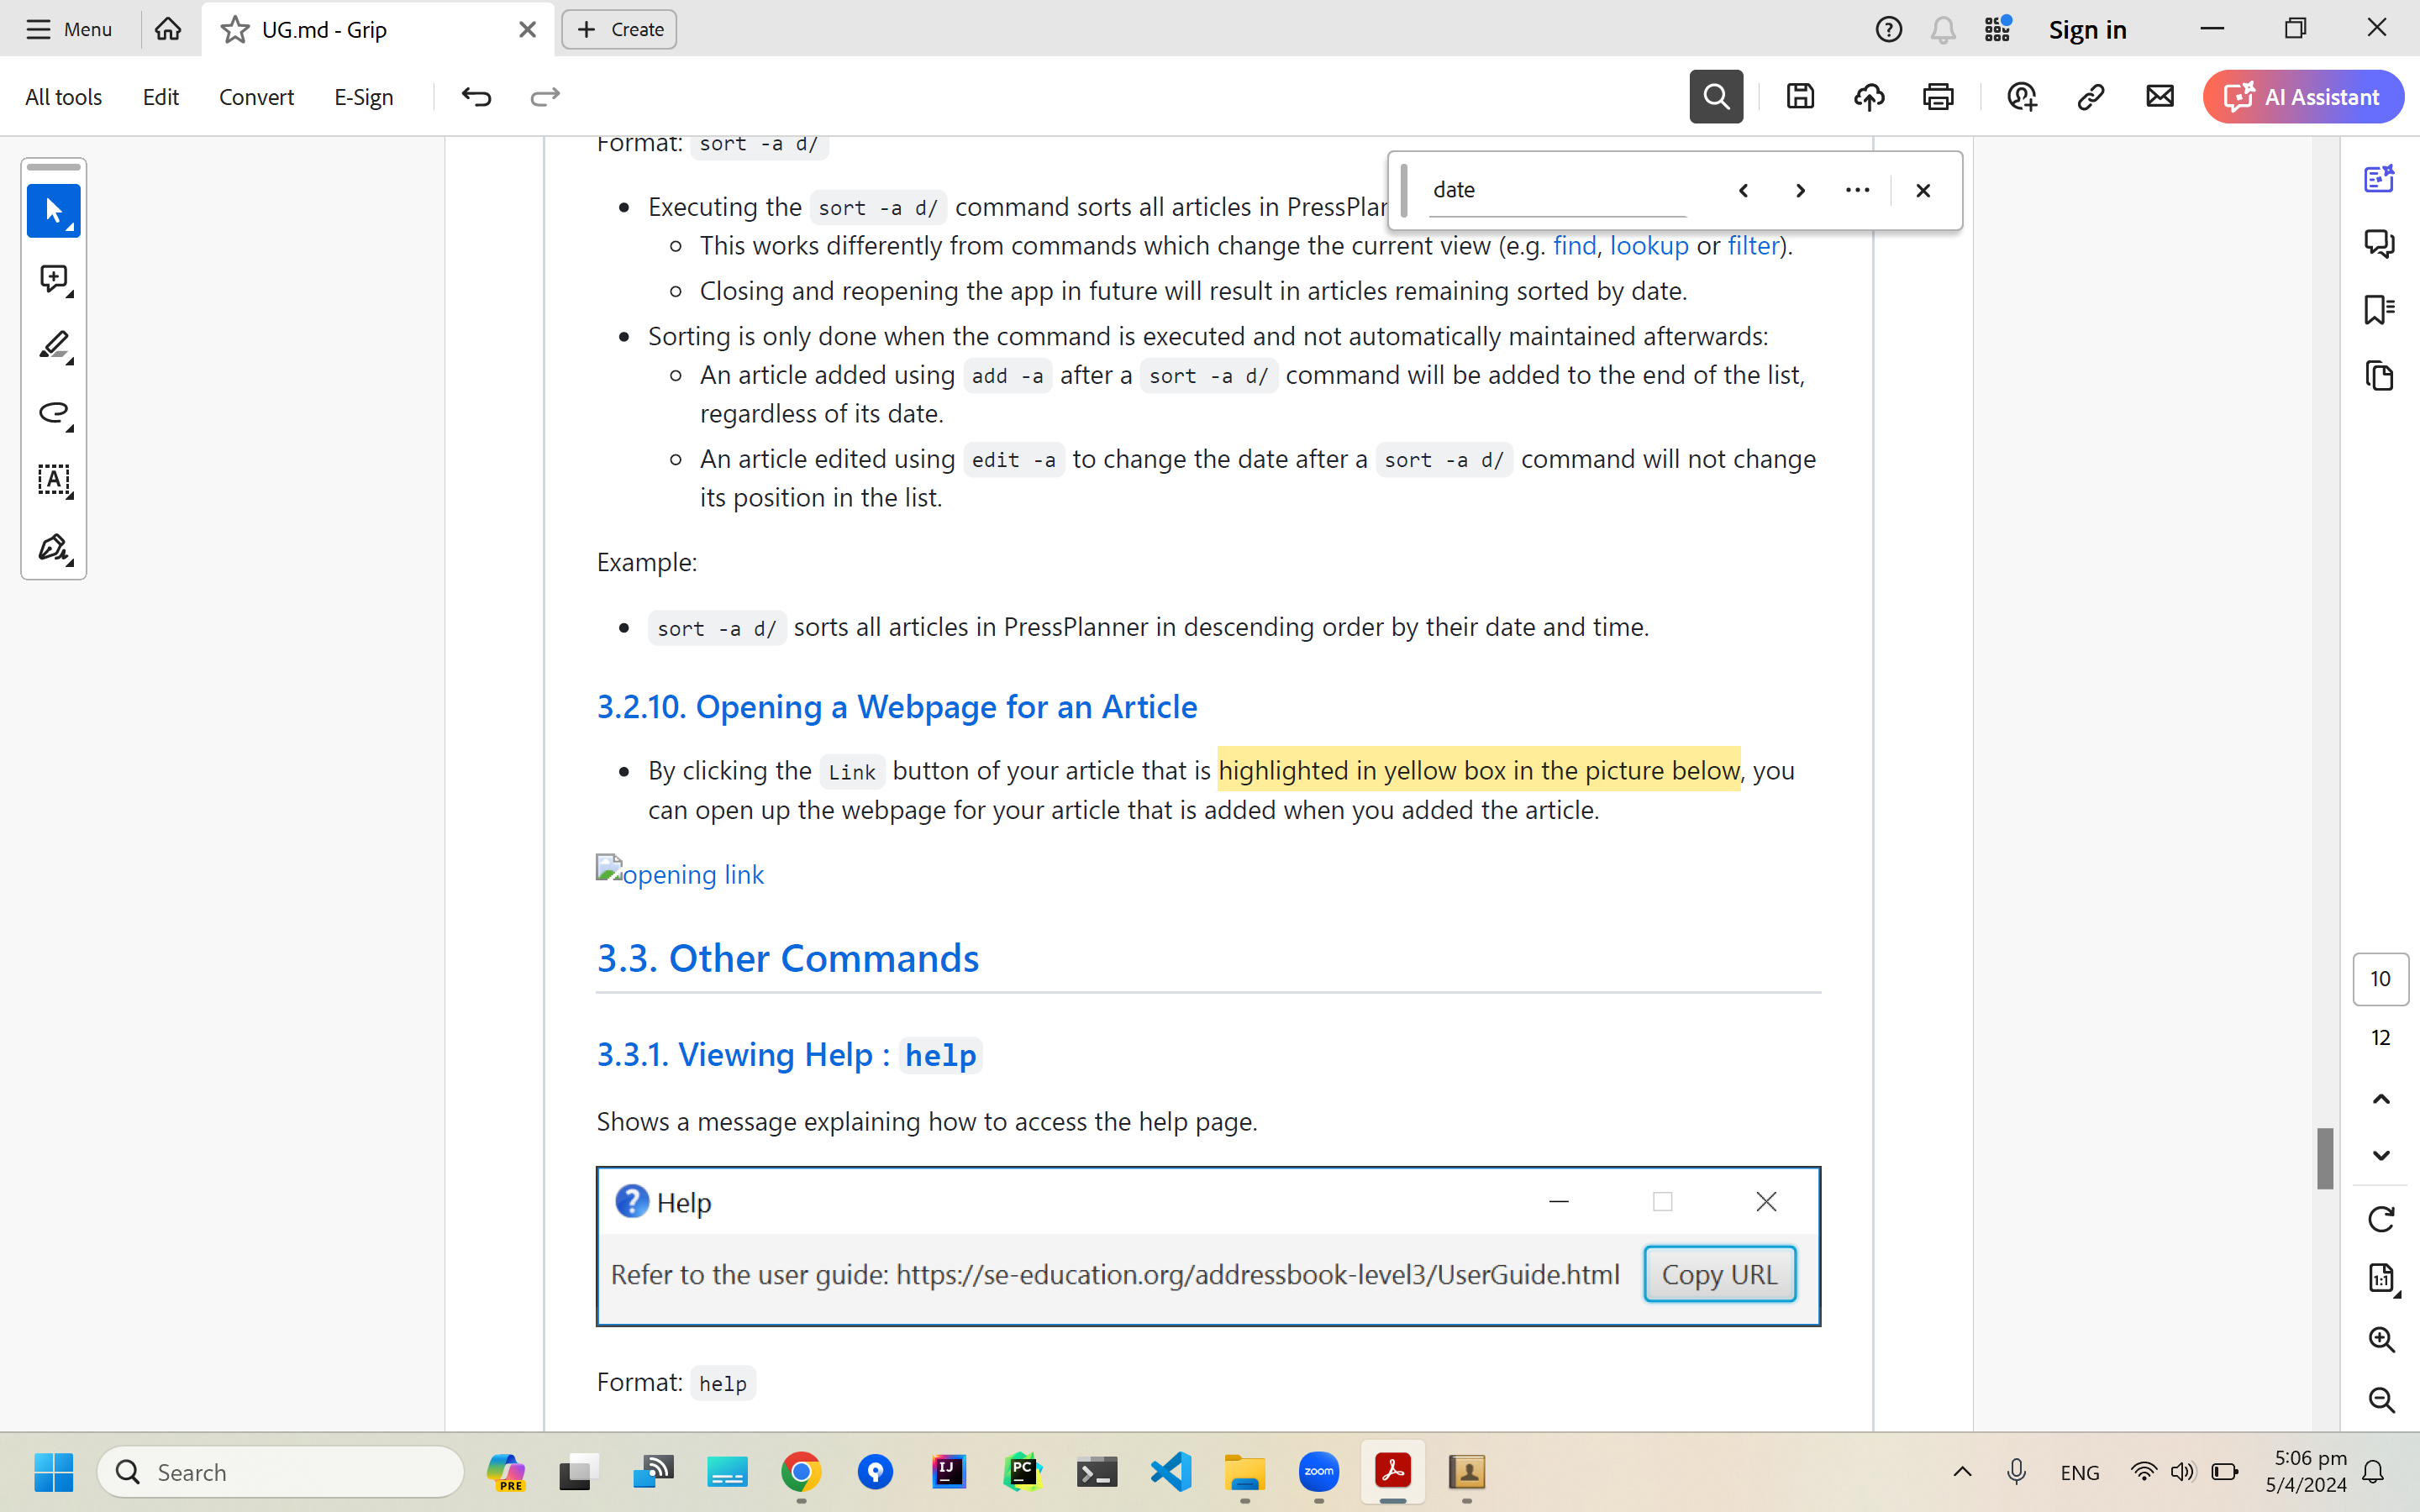 Menu
UG.md - Grip
Create
Sign in
All tools
Edit
Convert
E-Sign
AI Assistant
date
Format: sort -a d/
• Executing the sort -a d/ command sorts all articles in PressPlan
This works differently from commands which change the current view (e.g. find, lookup or filter).
Closing and reopening the app in future will result in articles remaining sorted by date.
• Sorting is only done when the command is executed and not automatically maintained afterwards:
An article added using add -a after a sort -a d/ command will be added to the end of the list,
regardless of its date.
An article edited using edit -a to change the date after a sort -a d/ command will not change
its position in the list.
Example:
• sort -a d/ sorts all articles in PressPlanner in descending order by their date and time.
3.2.10. Opening a Webpage for an Article
• By clicking the Link button of your article that is highlighted in yellow box in the picture below, you
can open up the webpage for your article that is added when you added the article.
opening link
3.3. Other Commands
3.3.1. Viewing Help : help
Shows a message explaining how to access the help page.
Help
Refer to the user guide: https://se-education.org/addressbook-level3/UserGuide.html
Copy URL
Format: help
10
12
1:1
Search
PRE
IJ
PC
zoom
ENG
5:06 pm
5/4/2024